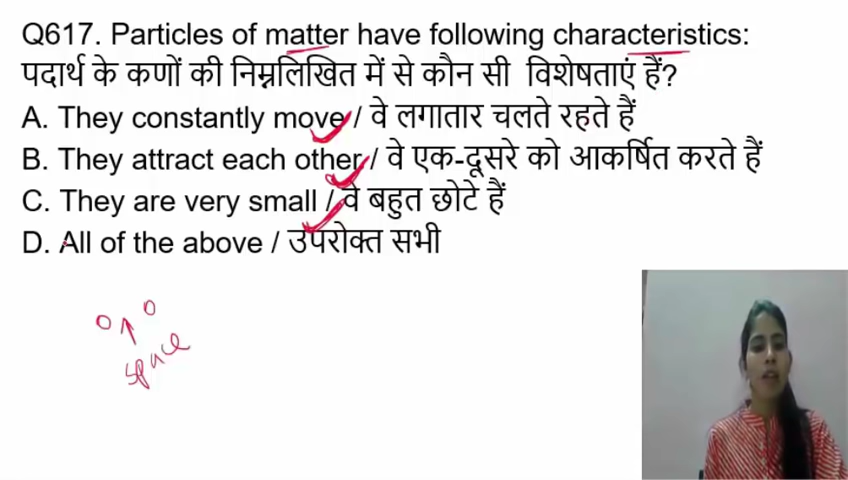 Q617. Particles of matter have following characteristics:
पदार्थ के कणों की निम्नलिखित में से कौन सी विशेषताएं हैं?
A. They constantly move / वे लगातार चलते रहते हैं
B. They attract each other / वे एक-दूसरे को आकर्षित करते हैं
C. They are very small / वे बहुत छोटे हैं
D. All of the above / उपरोक्त सभी
space